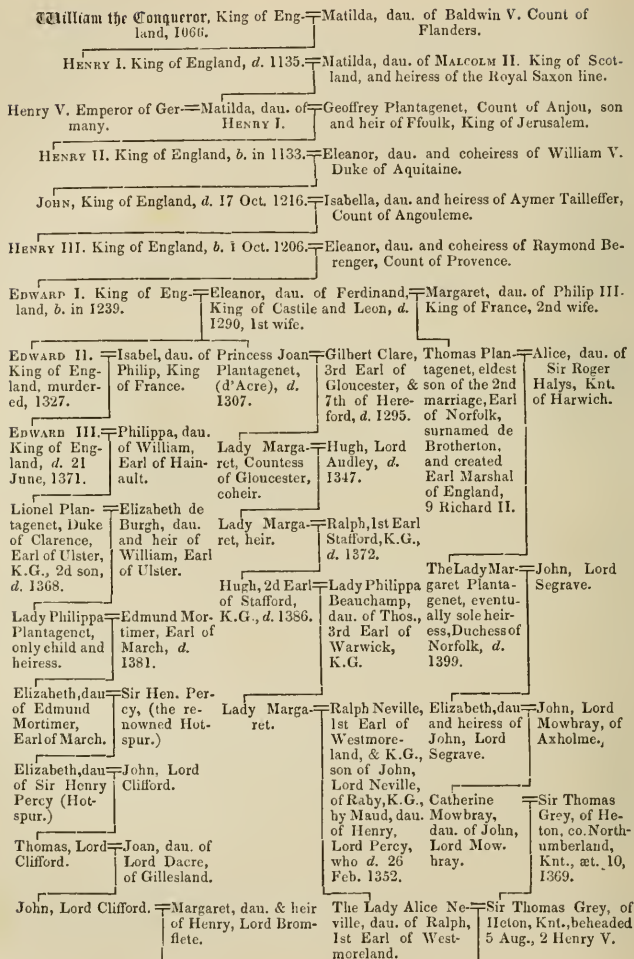 William the Conqueror, King of Eng-
land, 1066.
Matilda, dau. of Baldwin V. Count of
Flanders.
HENRY I. King of England, d. 1135.
Matilda, dau. of MALCOLM II. King of Scot-
land, and heiress of the Royal Saxon line.
Henry V. Emperor of Ger-
many.
Matilda, dau. of
HENRY I.
Geoffrey Plantagenet, Count of Anjou, son
and heir of Ffoulk, King of Jerusalem.
HENRY II. King of England, b. in 1133.
Eleanor, dau. and coheiress of William V.
Duke of Aquitaine.
JOHN, King of England, d. 17 Oct. 1216.
Isabella, dau. and heiress of Aymer Tailleffer,
Count of Angouleme.
HENRY III. King of England, b. 1 Oct. 1206.
Eleanor, dau. and coheiress of Raymond Be-
renger, Count of Provence.
EDWARD I. King of Eng-
land, b. in 1239.
Eleanor, dau. of Ferdinand,
King of Castile and Leon, d.
1290, 1st wife.
Margaret, dau. of Philip III.
King of France, 2nd wife.
EDWARD II.
King of Eng-
land, murder-
ed, 1327.
Isabel, dau. of
Philip, King
of France.
Princess Joan
Plantagenet,
(d'Acre), d.
1307.
Gilbert Clare,
3rd Earl of
Gloucester, &
7th of Here-
ford, d. 1295.
Thomas Plan-
tagenet, eldest
son of the 2nd
marriage, Earl
of Norfolk,
surnamed de
Brotherton,
and created
Earl Marshal
of England,
9 Richard II.
Alice, dau. of
Sir Roger
Halys, Knt.
of Harwich.
EDWARD III.
King of Eng-
land, d. 21
June, 1371.
Philippa, dau.
of William,
Earl of Hain-
ault.
Lady Marga-
ret, Countess
of Gloucester,
coheir.
Hugh, Lord
Audley, d.
1347.
Lionel Plan-
tagenet, Duke
of Clarence,
Earl of Ulster,
K.G., 2d son,
d. 1368.
Elizabeth de
Burgh, dau.
and heir of
William, Earl
of Ulster.
Lady Marga-
ret, heir.
Ralph, 1st Earl
Stafford, K.G.,
d. 1372.
The Lady Mar-
garet Planta-
genet, eventu-
ally sole heir-
ess, Duchess of
Norfolk, d.
1399.
John, Lord
Segrave.
Hugh, 2d Earl
of Stafford,
K.G., d. 1386.
Lady Philippa
Beauchamp,
dau. of Thos.,
3rd Earl of
Warwick,
K.G.
Lady Philippa
Plantagenet,
only child and
heiress.
Edmund Mor-
timer, Earl of
March, d.
1381.
Elizabeth, dau
of Edmund
Mortimer,
Earl of March.
Sir Hen. Per-
cy, (the re-
nowned Hot-
spur.)
Lady Marga-
ret.
Ralph Neville,
1st Earl of
Westmore-
land, & K.G.,
son of John,
Lord Neville,
of Raby, K.G.,
by Maud, dau.
of Henry,
Lord Percy,
who d. 26
Feb. 1352.
Elizabeth, dau
and heiress of
John, Lord
Segrave.
John, Lord
Mowbray, of
Axholme.
Elizabeth, dau
of Sir Henry
Percy (Hot-
spur.)
John, Lord
Clifford.
Catherine
Mowbray,
dau. of John,
Lord Mow.
bray.
Sir Thomas
Grey, of He-
ton, co. North-
umberland,
Knt., æt. 10,
1369.
Thomas, Lord
Clifford.
Joan, dau. of
Lord Dacre,
of Gillesland.
John, Lord Clifford.
Margaret, dau. & heir
of Henry, Lord Brom-
flete.
The Lady Alice Ne-
ville, dau. of Ralph,
1st Earl of West-
moreland.
Sir Thomas Grey, of
Heton, Knt., beheaded
5 Aug., 2 Henry V.